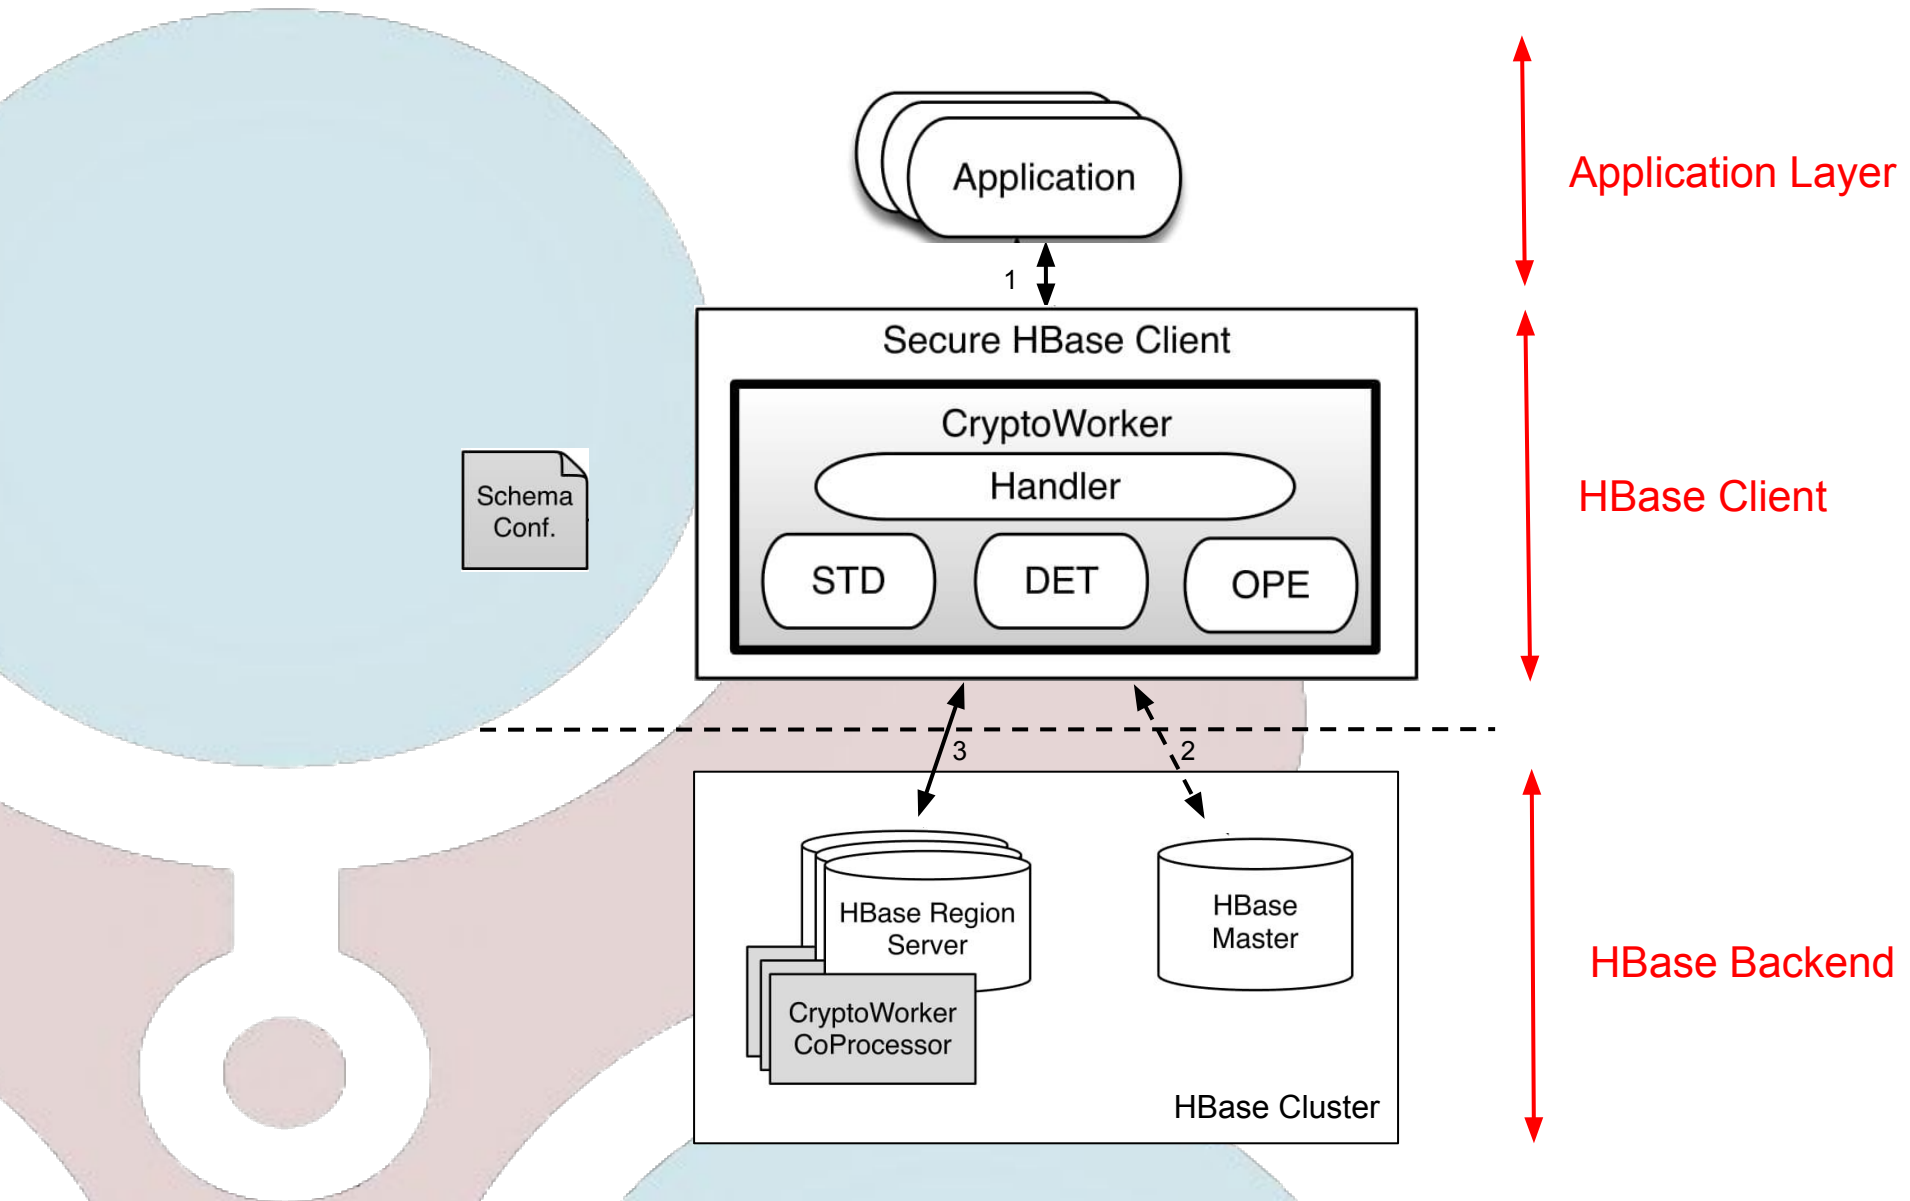 Application
Application Layer
1
Secure HBase Client
CryptoWorker
Handler
Schema
Conf.
HBase Client
STD
DET
OPE
3
2
HBase Region
Server
HBase
Master
HBase Backend
CryptoWorker
CoProcessor
HBase Cluster